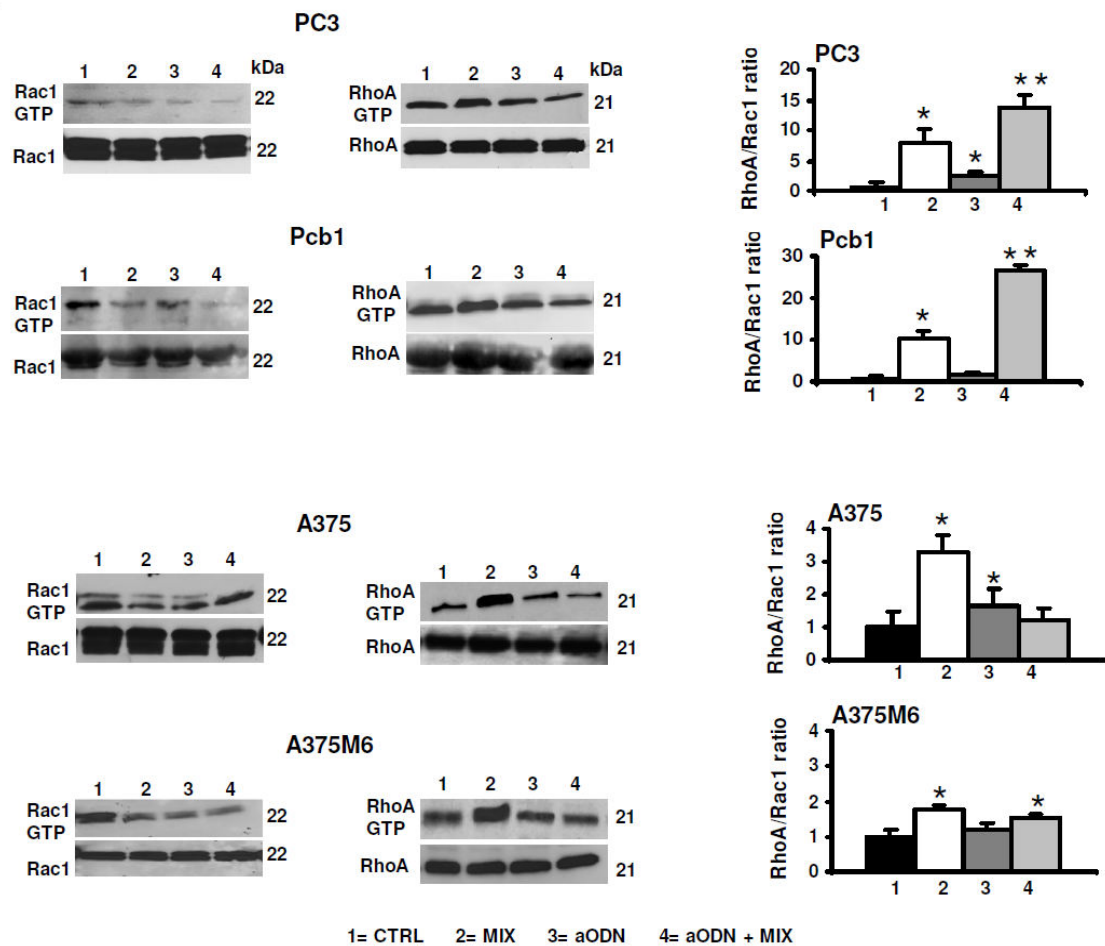 PC3
1 2 3 4 kDa
Rac1 GTP 22
Rac1 22
1 2 3 4 kDa
RhoA GTP 21
RhoA 21
PC3
RhoA/Rac1 ratio
20
15
10
5
0
*
*
* *
1 2 3 4
Pcb1
1 2 3 4
Rac1 GTP 22
Rac1 22
1 2 3 4
RhoA GTP 21
RhoA 21
Pcb1
RhoA/Rac1 ratio
30
20
10
0
*
* *
1 2 3 4
A375
1 2 3 4
Rac1 GTP 22
Rac1 22
1 2 3 4
RhoA GTP 21
RhoA 21
A375
RhoA/Rac1 ratio
4
3
2
1
0
*
*
1 2 3 4
A375M6
1 2 3 4
Rac1 GTP 22
Rac1 22
1 2 3 4
RhoA GTP 21
RhoA 21
A375M6
RhoA/Rac1 ratio
4
3
2
1
0
*
*
1 2 3 4
1= CTRL 2= MIX 3= aODN 4= aODN + MIX